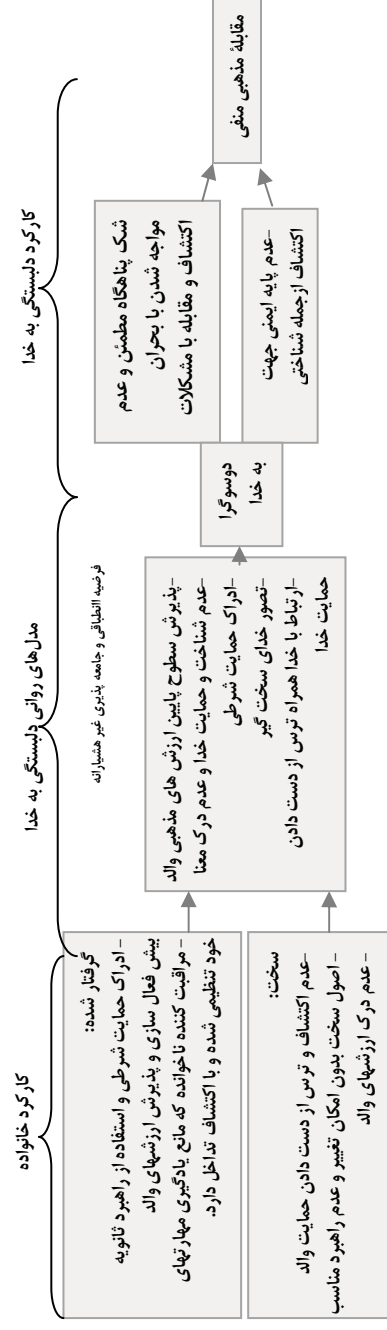 کارکرد خانواده
مدل‌های روانی دلبستگی به خدا
کارکرد دلبستگی به خدا
فرضیه انطباقی و جامعه پذیری غیر هشیارانه
گرفتار شده:
- ادراک حمایت شرطی و استفاده از راهبرد ثانویه
بیش فعال سازی و پذیرش ارزشهای والد
- مراقبت کننده ناخوانده که مانع یادگیری مهارتهای
خود تنظیمی شده و با اکتشاف تداخل دارد.
سخت:
-عدم اکتشاف و ترس از دست دادن حمایت والد
- اصول سخت بدون امکان تغییر و عدم راهبرد مناسب
- عدم درک ارزشهای والد
-پذیرش سطوح پایین ارزش های مذهبی والد
-عدم شناخت و حمایت خدا و عدم درک معنا
-ادراک حمایت شرطی
-تصور خدای سخت گیر
-ارتباط با خدا همراه ترس از دست دادن
حمایت خدا
دوسوگرا
به خدا
شک پناهگاه مطمئن و عدم
مواجه شدن با بحران
اکتشاف و مقابله با مشکلات
-عدم پایه ایمنی جهت
اکتشاف ازجمله شناختی
مقابلهٔ مذهبی منفی